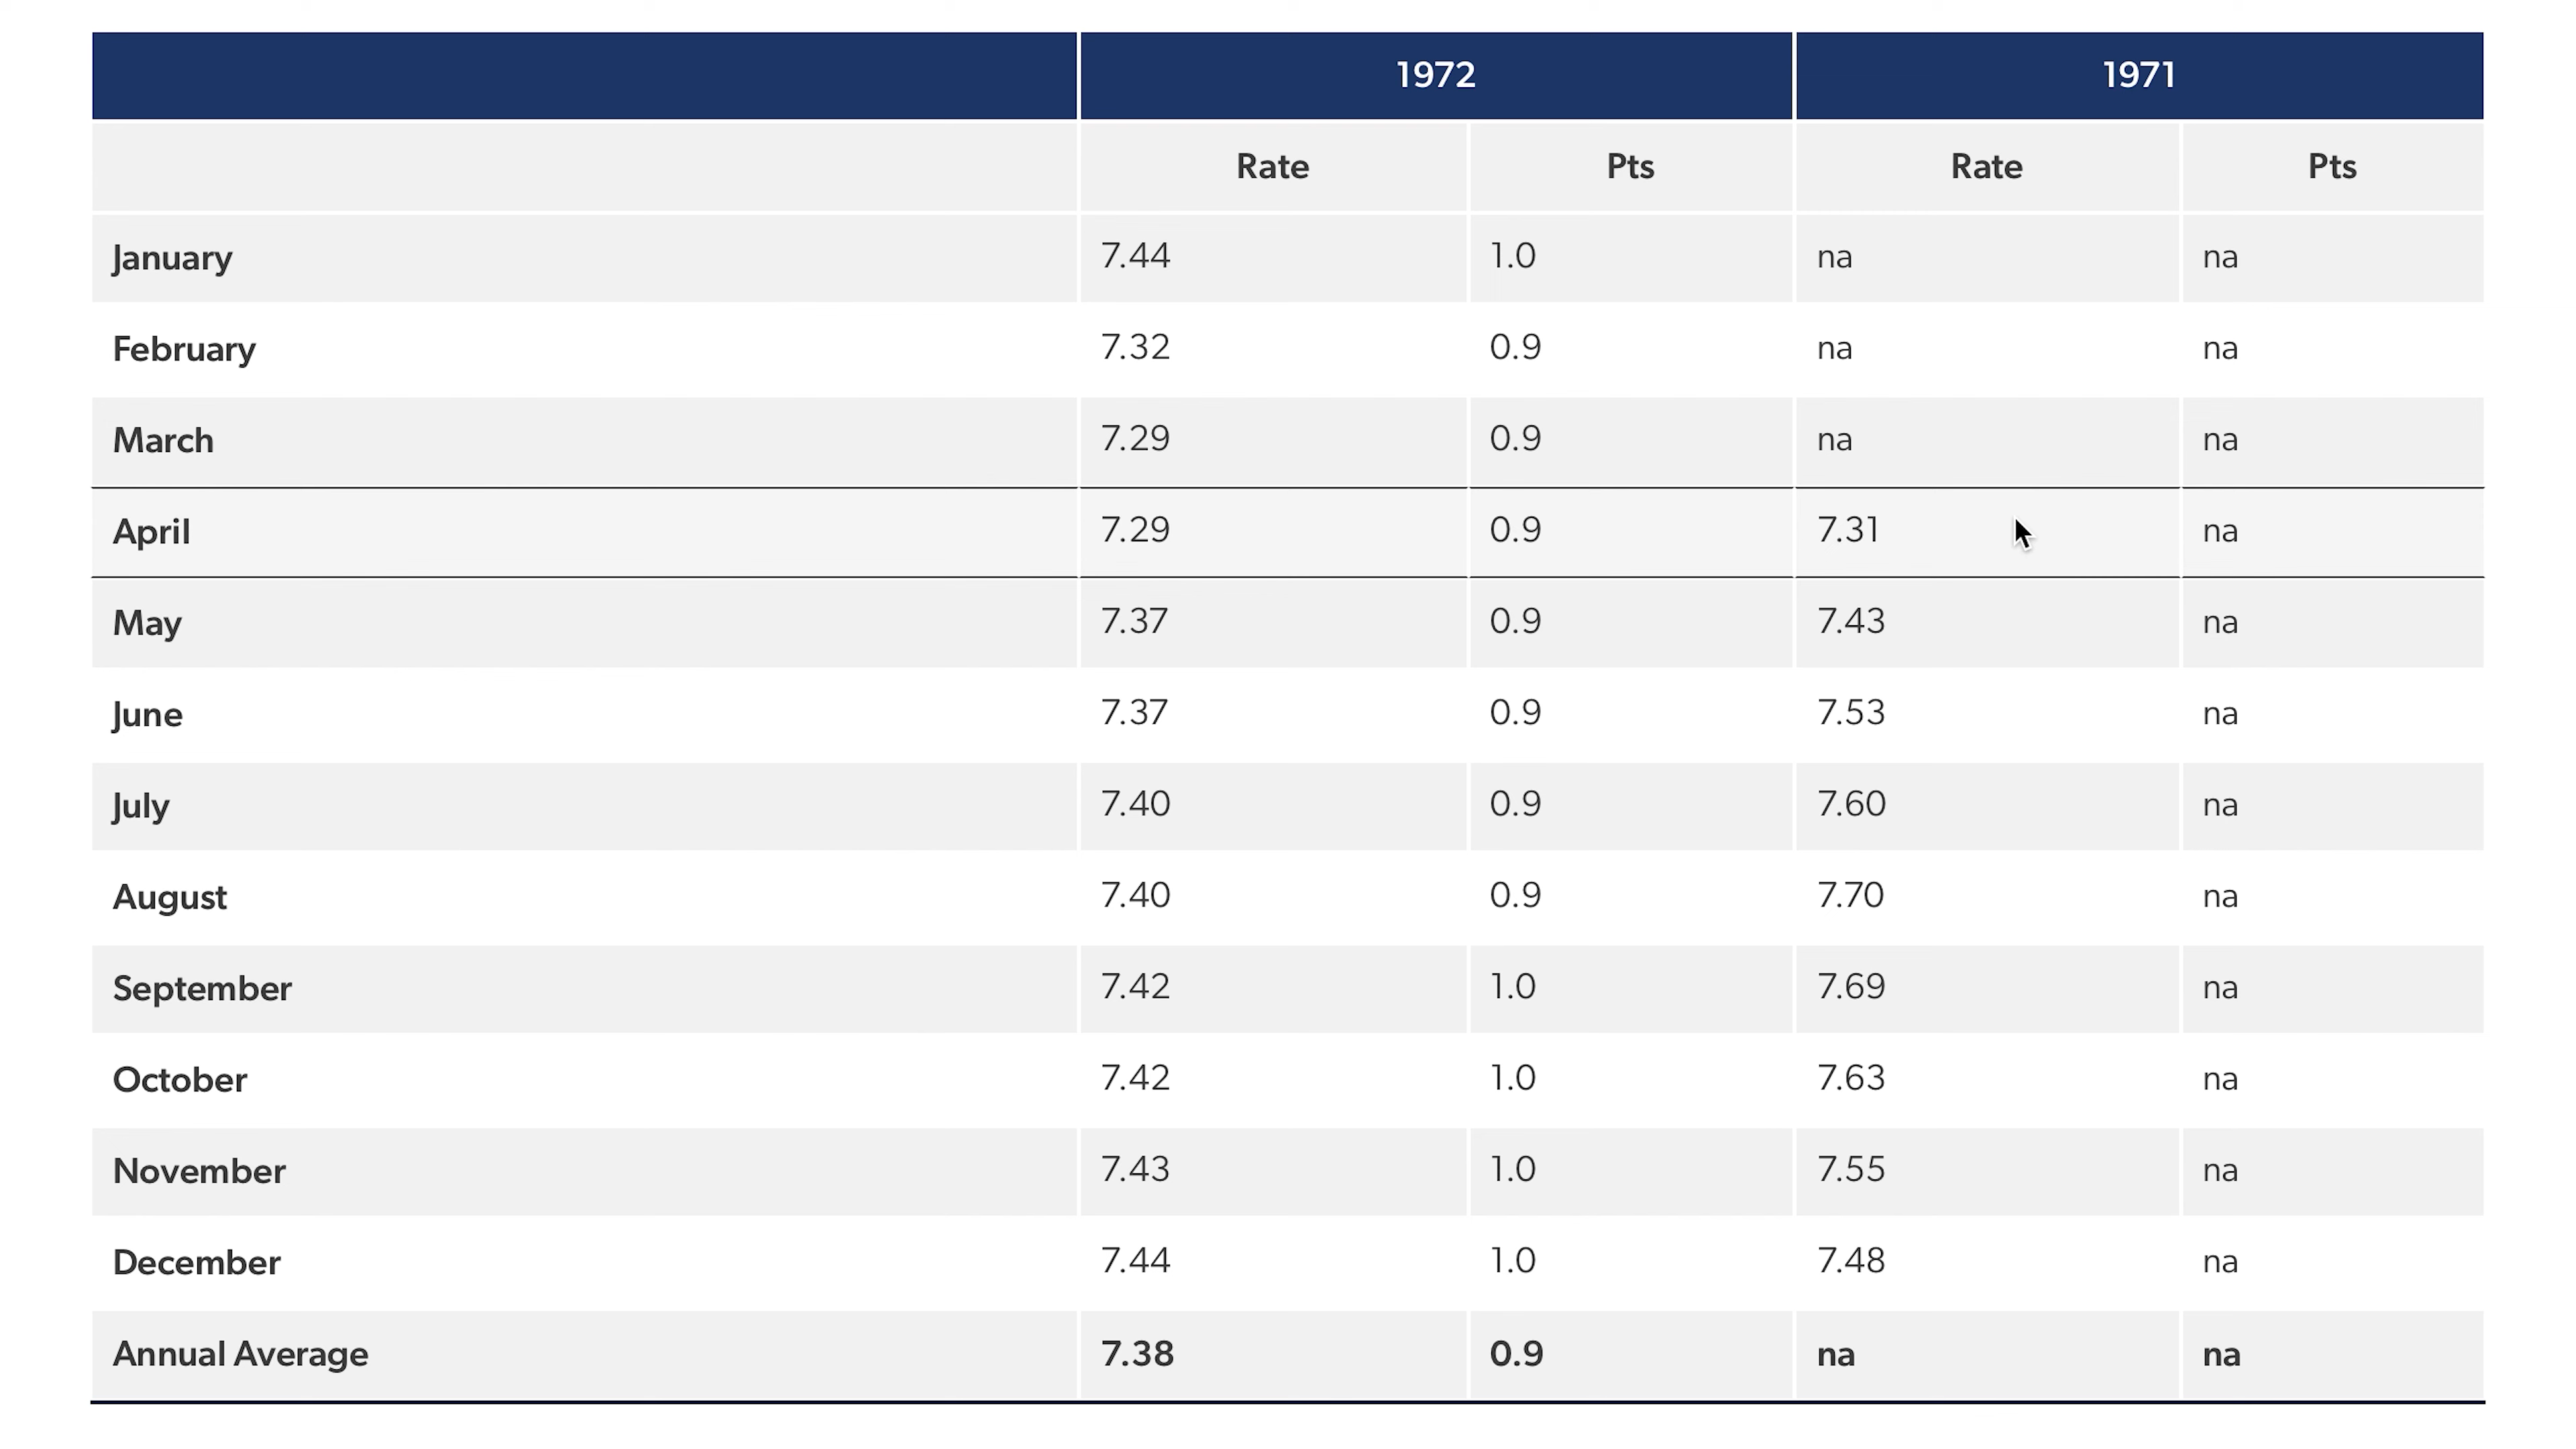 1972 1971
Rate Pts Rate Pts
January 7.44 1.0 na na
February 7.32 0.9 na na
March 7.29 0.9 na na
April 7.29 0.9 7.31 na
May 7.37 0.9 7.43 na
June 7.37 0.9 7.53 na
July 7.40 0.9 7.60 na
August 7.40 0.9 7.70 na
September 7.42 1.0 7.69 na
October 7.42 1.0 7.63 na
November 7.43 1.0 7.55 na
December 7.44 1.0 7.48 na
Annual Average 7.38 0.9 na na